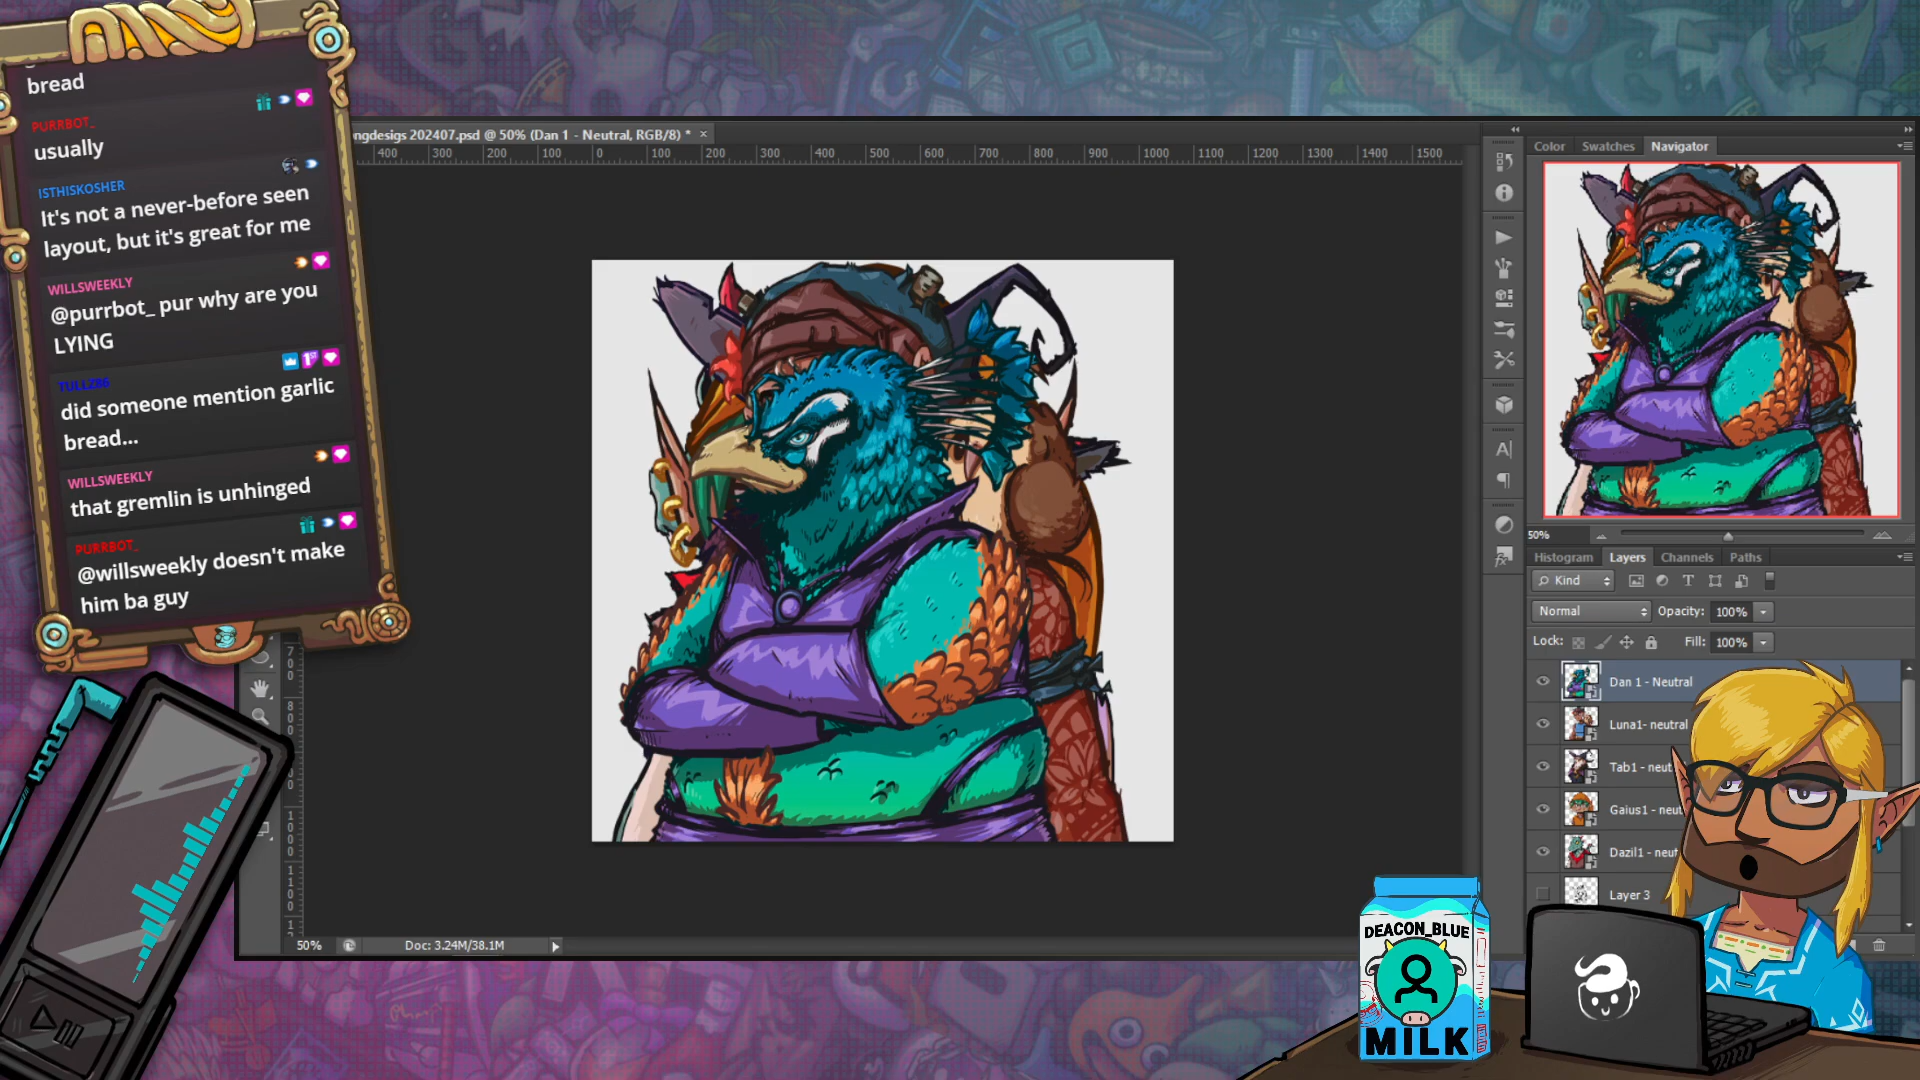 bread
PURRBOT_
usually
ISTHISKOSHER
It's not a never-before seen
layout, but it's great for me
WILLSWEEKLY
@purrbot_ pur why are you
LYING
TULLZ86
did someone mention garlic
bread...
WILLSWEEKLY
that gremlin is unhinged
PURRBOT_
@willsweekly doesn't make
him ba guy
ngdesigs 202407.psd @ 50% (Dan 1 - Neutral, RGB/8) * ×
400 300 200 100 0 100 200 300 400 500 600 700 800 900 1000 1100 1200 1300 1400 1500
50%
Doc: 3.24M/38.1M
Color Swatches Navigator
50%
Histogram Layers Channels Paths
Kind
Normal Opacity: 100%
Lock: Fill: 100%
Dan 1 - Neutral
Luna1- neutral
Tab1 - neut
Gaius1 - neu
Dazil1 - neut
Layer 3
DEACON_BLUE
MILK